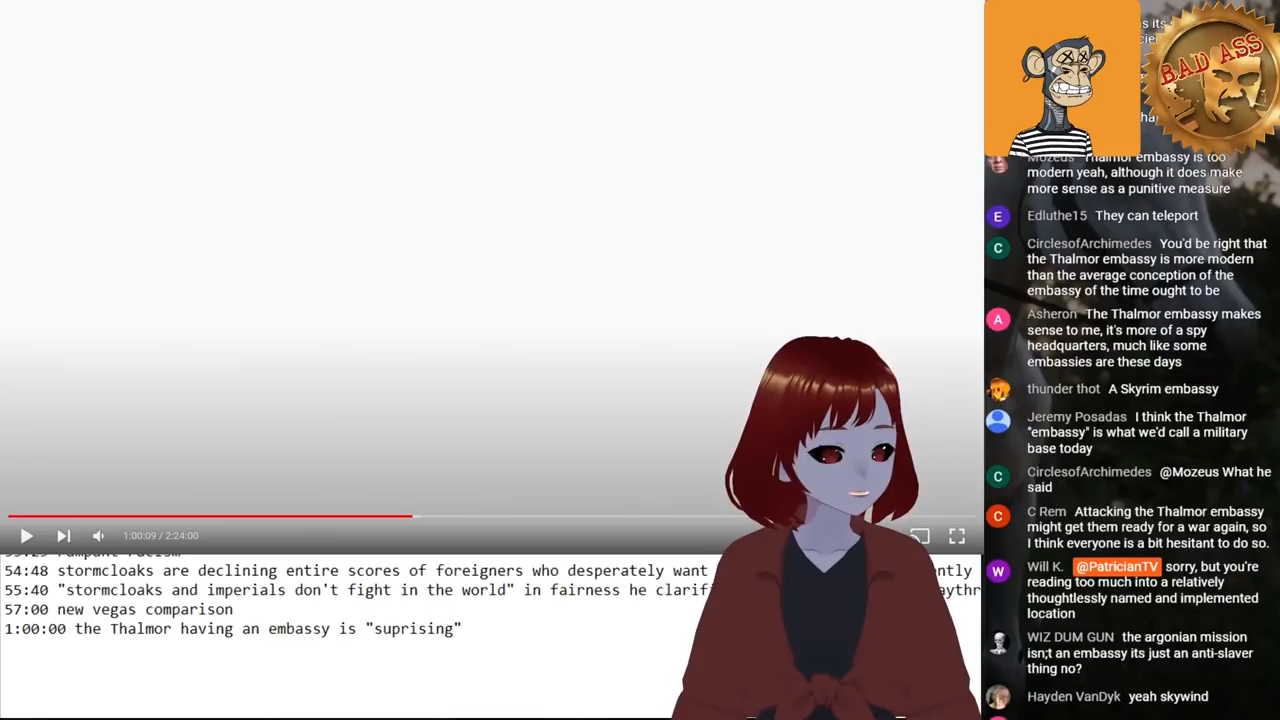 1:00:09 / 2:24:00
54:48 stormcloaks are declining entire scores of foreigners who desperately want
55:40 "stormcloaks and imperials don't fight in the world" in fairness he clarif
57:00 new vegas comparison
1:00:00 the Thalmor having an embassy is "suprising"
BAD ASS
Mozeus Thalmor embassy is too
modern yeah, although it does make
more sense as a punitive measure
Edluthe15 They can teleport
CirclesofArchimedes You'd be right that
the Thalmor embassy is more modern
than the average conception of the
embassy of the time ought to be
Asheron The Thalmor embassy makes
sense to me, it's more of a spy
headquarters, much like some
embassies are these days
thunder thot A Skyrim embassy
Jeremy Posadas I think the Thalmor
"embassy" is what we'd call a military
base today
CirclesofArchimedes @Mozeus What he
said
C Rem Attacking the Thalmor embassy
might get them ready for a war again, so
I think everyone is a bit hesitant to do so.
Will K. @PatricianTV sorry, but you're
reading too much into a relatively
thoughtlessly named and implemented
location
WIZ DUM GUN the argonian mission
isn;t an embassy its just an anti-slaver
thing no?
Hayden VanDyk yeah skywind